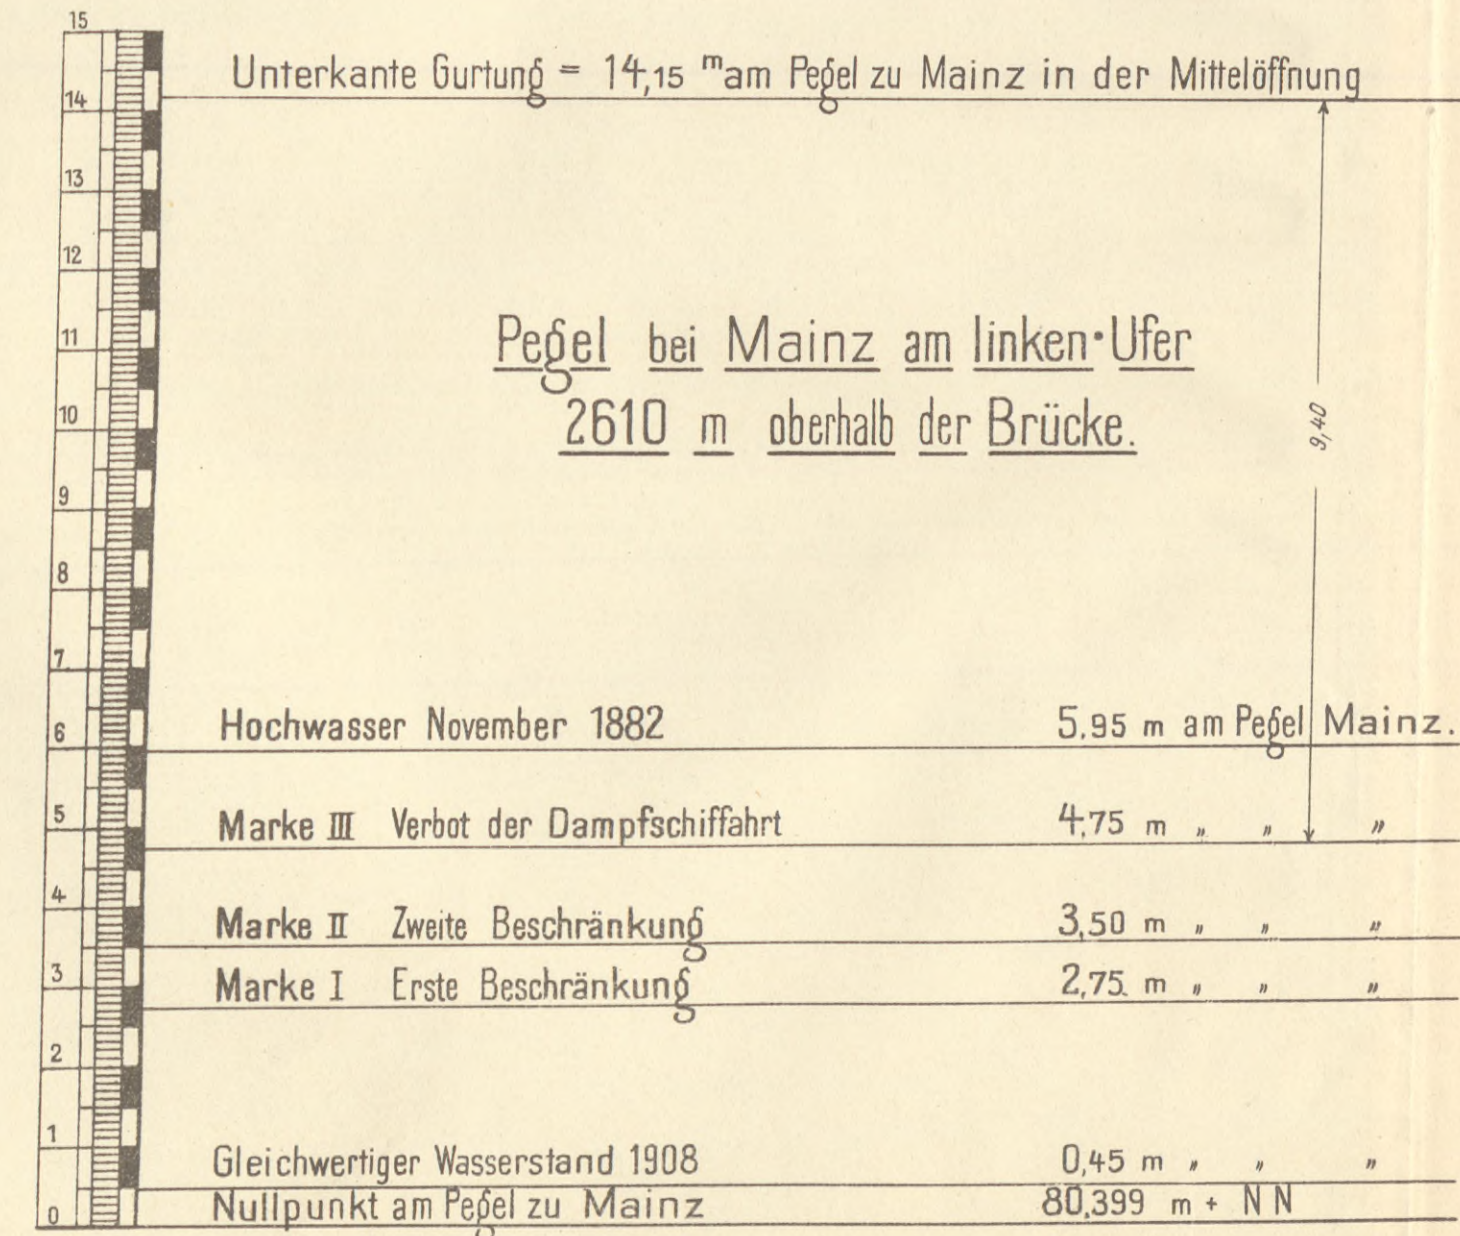 15
Unterkante Gurtung = 14,15 m am Pegel zu Mainz in der Mittelöffnung
14
13
12
Pegel bei Mainz am linken Ufer
11
2610 m oberhalb der Brücke.
10
9,40
9
8
7
Hochwasser November 1882 5.95 m am Pegel Mainz.
6
5
Marke III Verbot der Dampfschiffahrt 4,75 m „ „ „
4
Marke II Zweite Beschränkung 3,50 m „ „ „
3
Marke I Erste Beschränkung 2,75 m „ „ „
2
1
Gleichwertiger Wasserstand 1908 0,45 m „ „ „
Nullpunkt am Pegel zu Mainz 80,399 m + NN
0